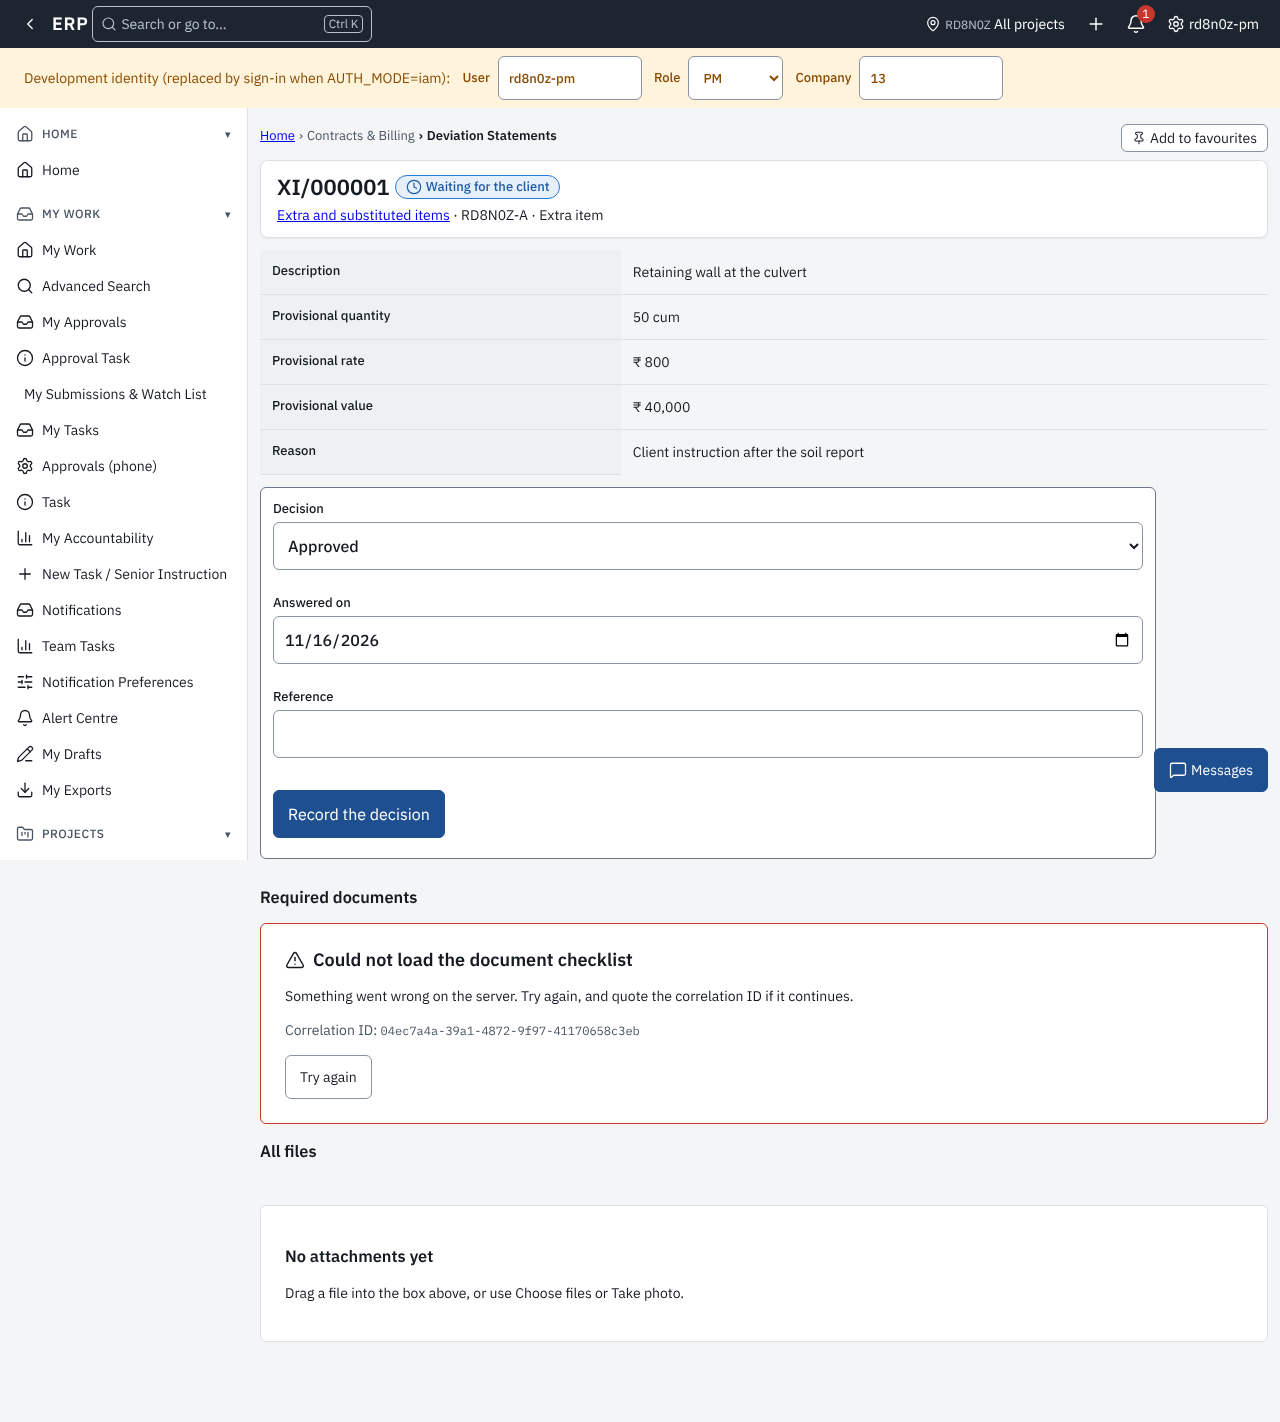 ERP
Search or go to...
Ctrl K
RD8N0Z All projects
1
rd8n0z-pm
Development identity (replaced by sign-in when AUTH_MODE=iam):
User
rd8n0z-pm
Role
PM
Company
13
HOME
Home
MY WORK
My Work
Advanced Search
My Approvals
Approval Task
My Submissions & Watch List
My Tasks
Approvals (phone)
Task
My Accountability
New Task / Senior Instruction
Notifications
Team Tasks
Notification Preferences
Alert Centre
My Drafts
My Exports
PROJECTS
Home › Contracts & Billing › Deviation Statements
Add to favourites
XI/000001
Waiting for the client
Extra and substituted items · RD8N0Z-A · Extra item
Description
Retaining wall at the culvert
Provisional quantity
50 cum
Provisional rate
₹ 800
Provisional value
₹ 40,000
Reason
Client instruction after the soil report
Decision
Approved
Answered on
11/16/2026
Reference
Record the decision
Messages
Required documents
Could not load the document checklist
Something went wrong on the server. Try again, and quote the correlation ID if it continues.
Correlation ID: 04ec7a4a-39a1-4872-9f97-41170658c3eb
Try again
All files
No attachments yet
Drag a file into the box above, or use Choose files or Take photo.